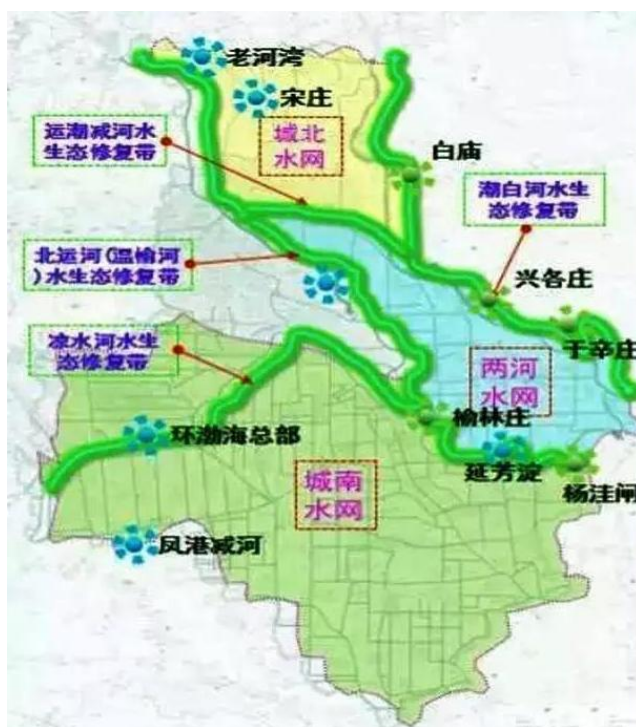 老河湾
宋庄
运潮减河水
生态修复带
域北
水网
白庙
潮白河水生
态修复带
北运河(温榆河
)水生态修复带
兴各庄
凉水河水生
态修复带
于辛庄
两河
水网
榆林庄
环渤海总部
延芳淀
杨洼闸
城南
水网
凤港减河